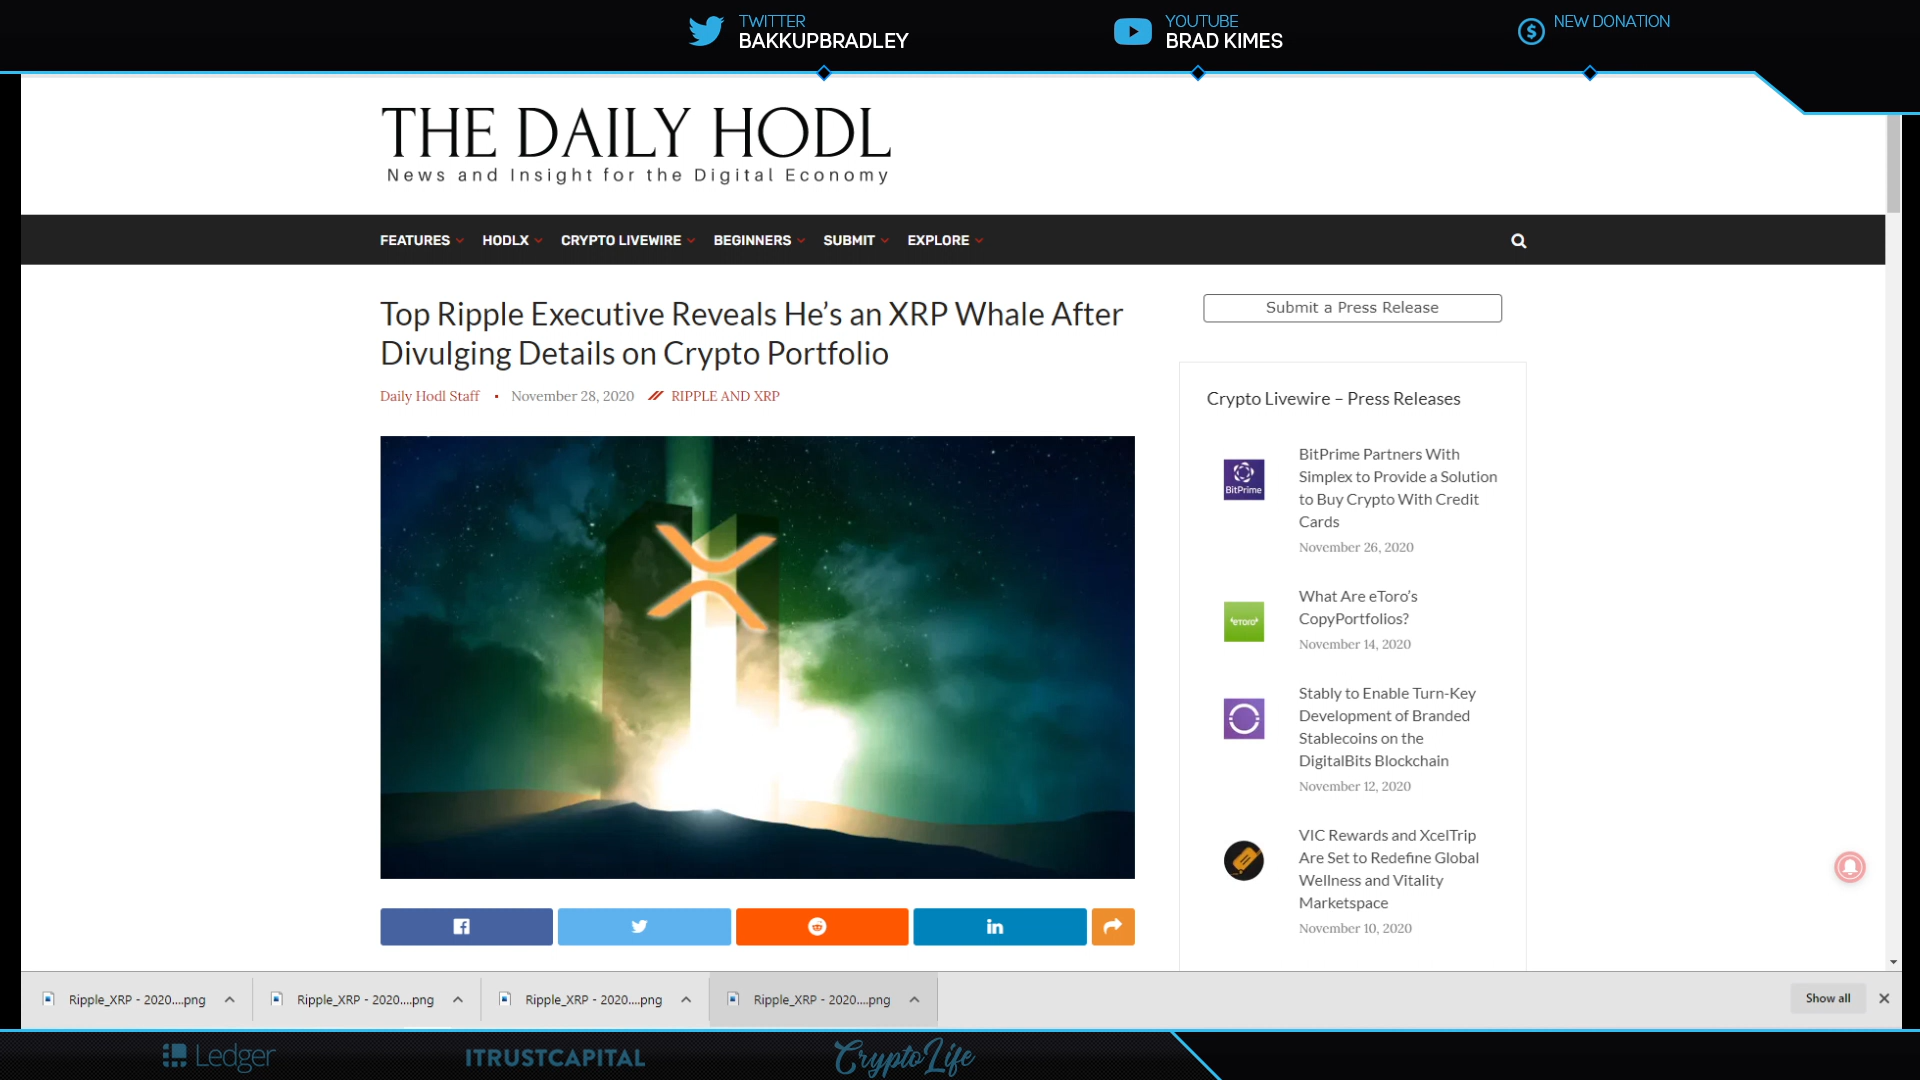 TWITTER
BAKKUPBRADLEY
YOUTUBE
BRAD KIMES
NEW DONATION
THE DAILY HODL
News and Insight for the Digital Economy
FEATURES HODLX CRYPTO LIVEWIRE BEGINNERS SUBMIT EXPLORE
Top Ripple Executive Reveals He's an XRP Whale After
Divulging Details on Crypto Portfolio
Daily Hodl Staff • November 28, 2020 // RIPPLE AND XRP
Submit a Press Release
Crypto Livewire – Press Releases
BitPrime
BitPrime Partners With
Simplex to Provide a Solution
to Buy Crypto With Credit
Cards
November 26, 2020
eToro
What Are eToro's
CopyPortfolios?
November 14, 2020
Stably to Enable Turn-Key
Development of Branded
Stablecoins on the
DigitalBits Blockchain
November 12, 2020
VIC Rewards and XcelTrip
Are Set to Redefine Global
Wellness and Vitality
Marketspace
November 10, 2020
Ripple_XRP - 2020....png
Ripple_XRP - 2020....png
Ripple_XRP - 2020....png
Ripple_XRP - 2020....png
Show all
Ledger
ITRUSTCAPITAL
CryptoLife